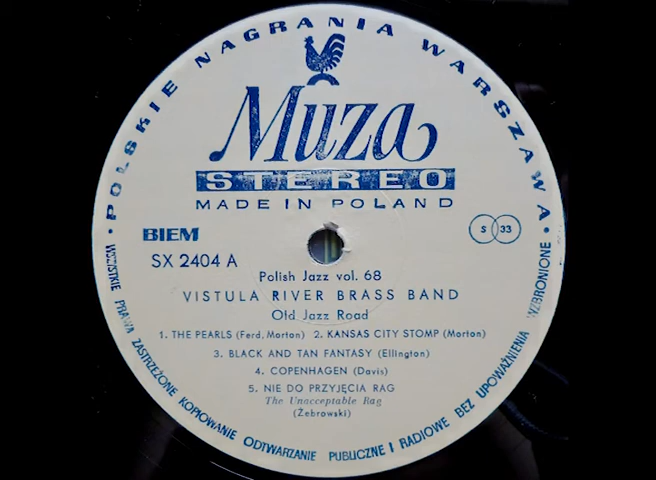 • POLSKIE NAGRANIA WARSZAWA •
Muza
STEREO
MADE IN POLAND
BIEM
S 33
SX 2404 A
Polish Jazz vol. 68
VISTULA RIVER BRASS BAND
Old Jazz Road
1. THE PEARLS (Ferd. Morton) 2. KANSAS CITY STOMP (Morton)
3. BLACK AND TAN FANTASY (Ellington)
4. COPENHAGEN (Davis)
5. NIE DO PRZYJĘCIA RAG
The Unacceptable Rag
(Żebrowski)
WSZYSTKIE PRAWA ZASTRZEŻONE KOPIOWANIE ODTWARZANIE PUBLICZNE I RADIOWE BEZ UPOWAŻNIENIA WZBRONIONE